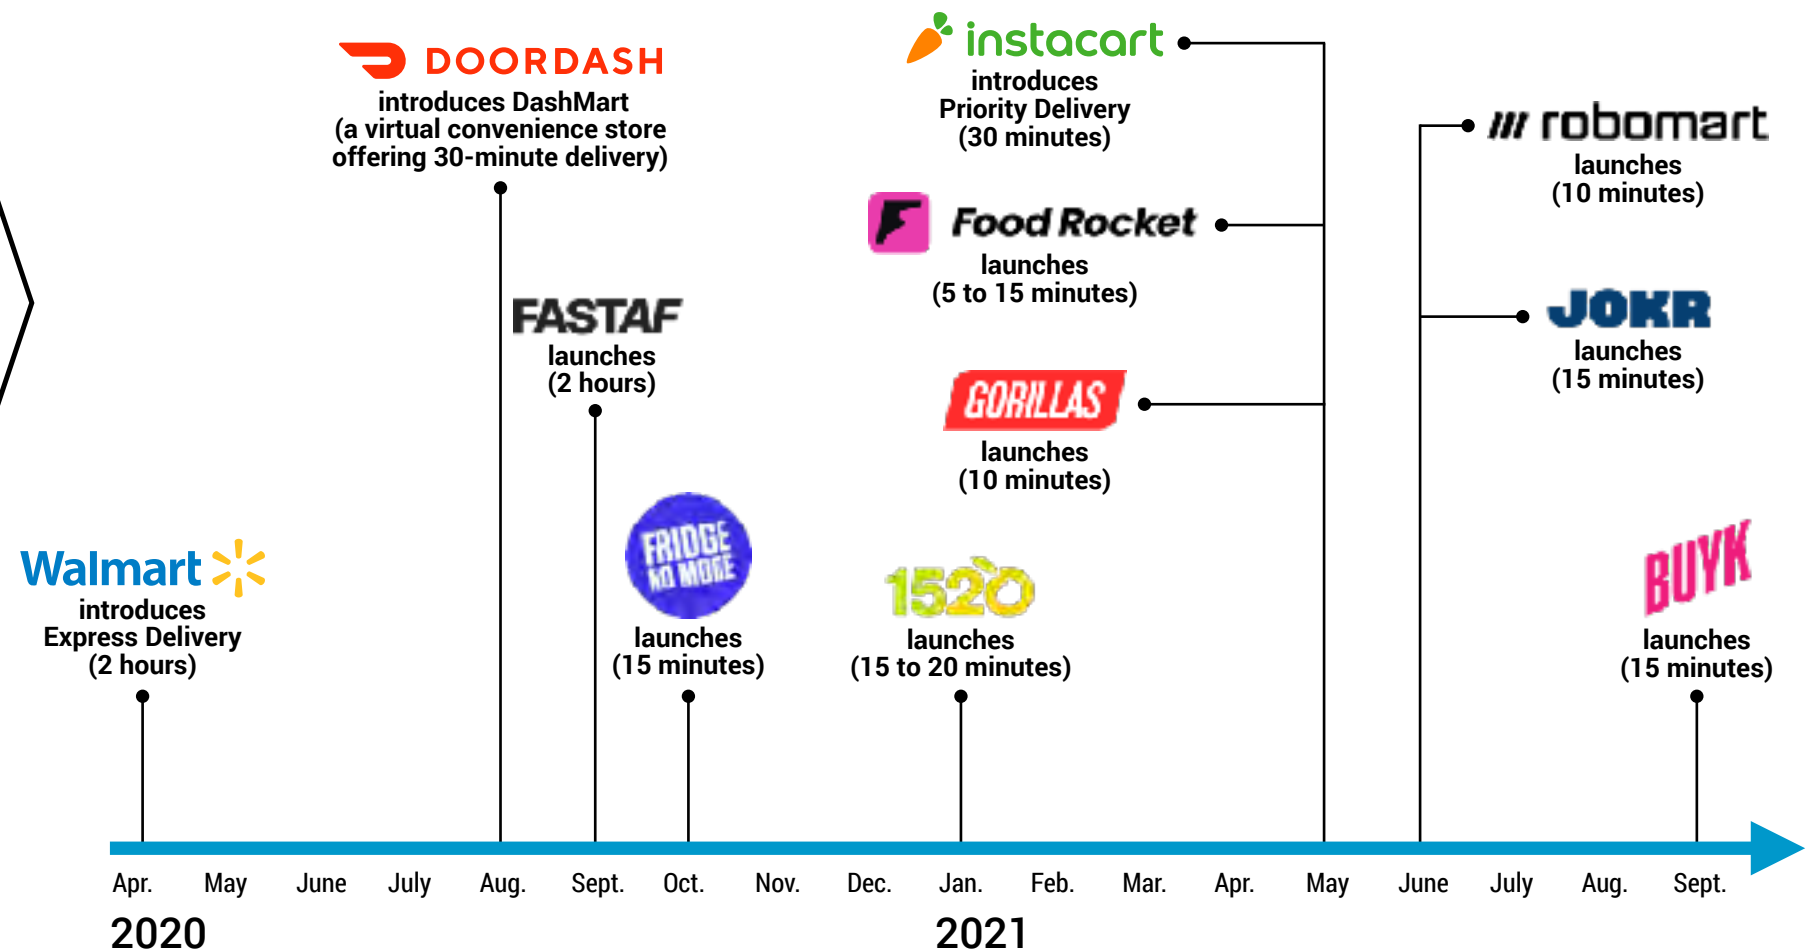 DOORDASH
introduces DashMart
(a virtual convenience store
offering 30-minute delivery)
instacart
introduces
Priority Delivery
(30 minutes)
robomart
launches
(10 minutes)
Food Rocket
launches
(5 to 15 minutes)
FASTAF
launches
(2 hours)
JOKR
launches
(15 minutes)
GORILLAS
launches
(10 minutes)
Walmart
introduces
Express Delivery
(2 hours)
FRIDGE
NO MORE
launches
(15 minutes)
1520
launches
(15 to 20 minutes)
BUYK
launches
(15 minutes)
Apr. May June July Aug. Sept. Oct. Nov. Dec. Jan. Feb. Mar. Apr. May June July Aug. Sept.
2020 2021